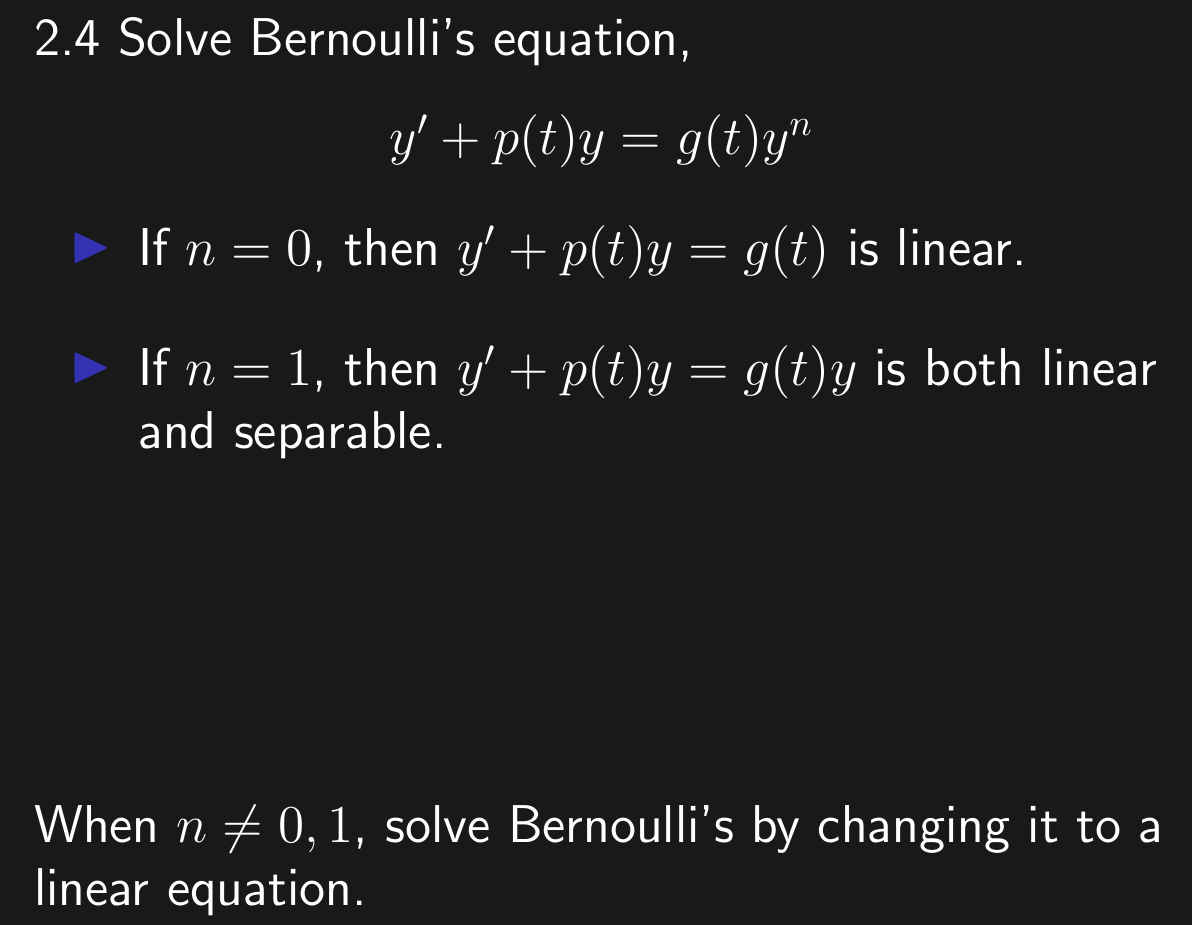 2.4 Solve Bernoulli's equation,
y′ + p(t)y = g(t)yⁿ
▶ If n = 0, then y′ + p(t)y = g(t) is linear.
▶ If n = 1, then y′ + p(t)y = g(t)y is both linear
and separable.
When n ≠ 0, 1, solve Bernoulli's by changing it to a
linear equation.